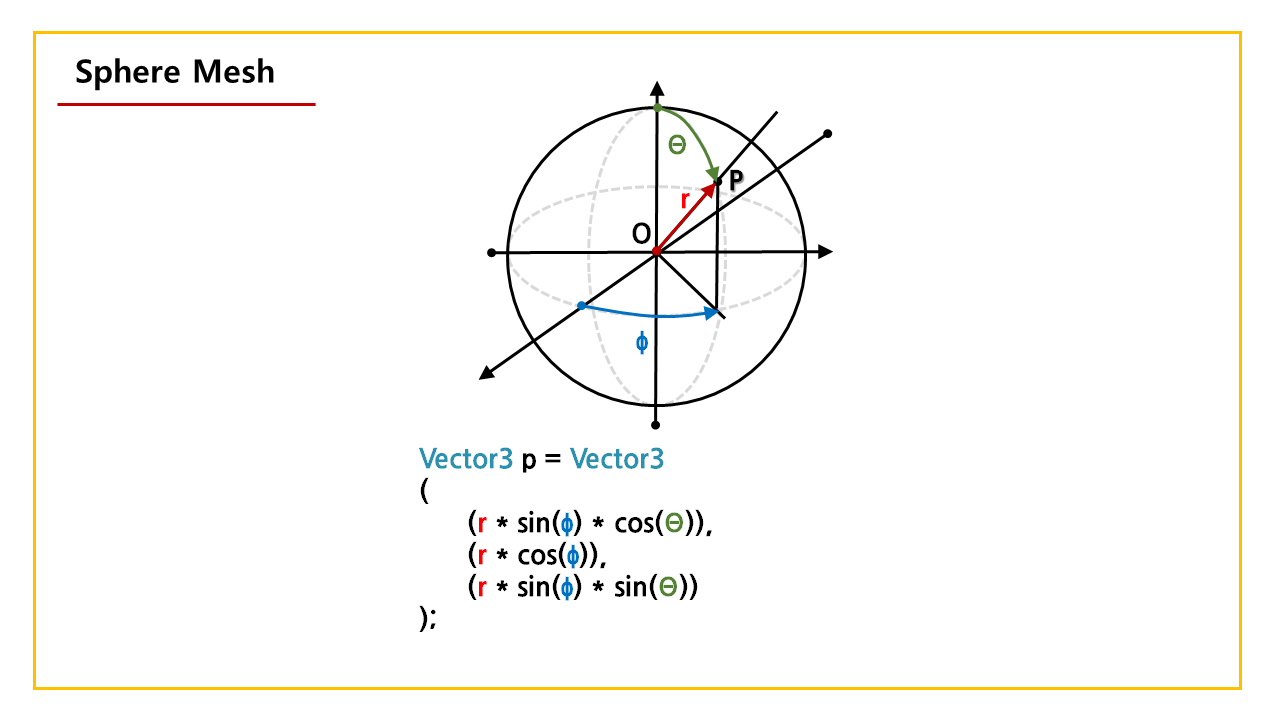 Sphere Mesh
Θ
P
r
O
ϕ
Vector3 p = Vector3
(
(r * sin(ϕ) * cos(Θ)),
(r * cos(ϕ)),
(r * sin(ϕ) * sin(Θ))
);